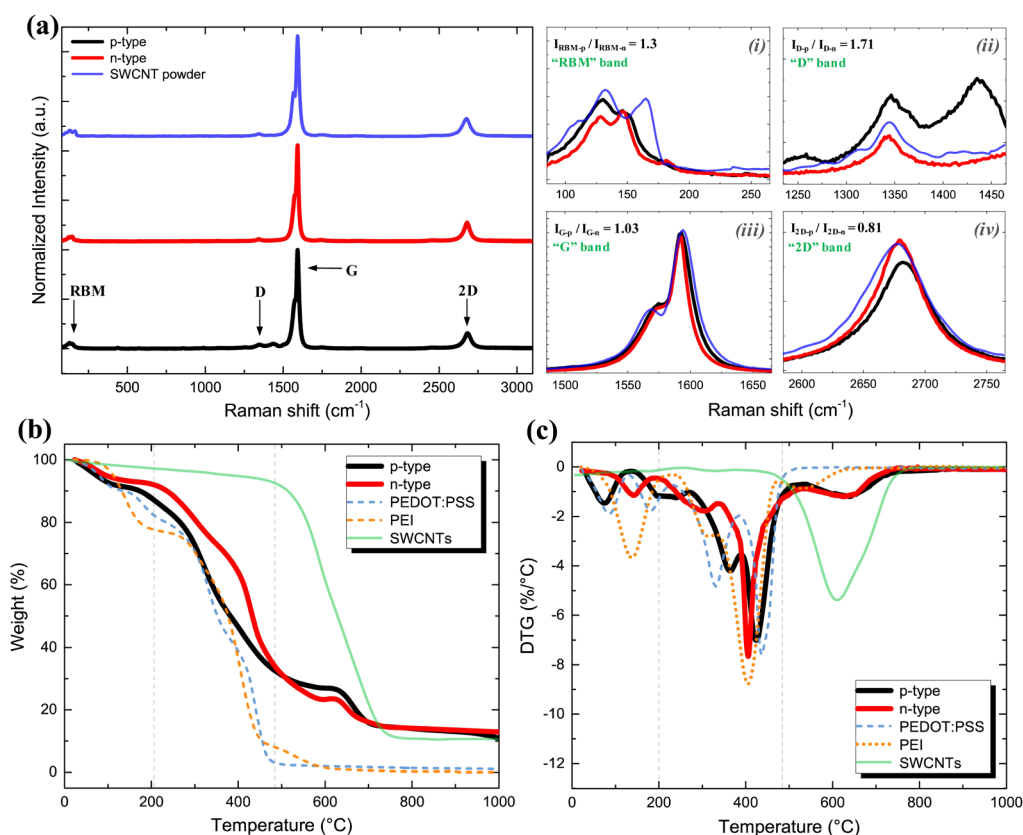 (a)
p-type
n-type
SWCNT powder
Normalized Intensity (a.u.)
RBM
D
G
2D
500 1000 1500 2000 2500 3000
Raman shift (cm⁻¹)
I_RBM-p / I_RBM-n = 1.3
(i)
"RBM" band
100 150 200 250
I_D-p / I_D-n = 1.71
(ii)
"D" band
1250 1300 1350 1400 1450
I_G-p / I_G-n = 1.03
(iii)
"G" band
1500 1550 1600 1650
I_2D-p / I_2D-n = 0.81
(iv)
"2D" band
2600 2650 2700 2750
Raman shift (cm⁻¹)
(b)
p-type
n-type
PEDOT:PSS
PEI
SWCNTs
Weight (%)
100
80
60
40
20
0
0 200 400 600 800 1000
Temperature (°C)
(c)
DTG (%/°C)
0
-2
-4
-6
-8
-10
-12
p-type
n-type
PEDOT:PSS
PEI
SWCNTs
0 200 400 600 800 1000
Temperature (°C)